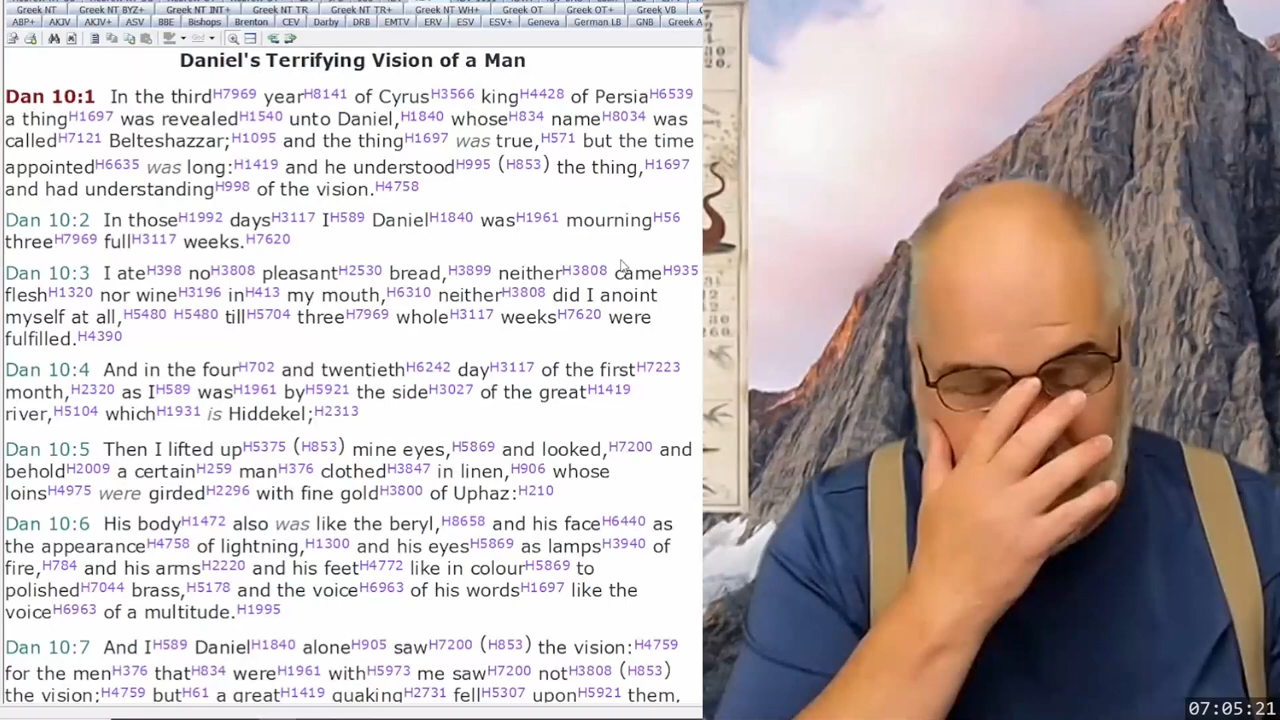 Greek NT Greek NT BYZ+ Greek NT INT+ Greek NT TR Greek NT TR+ Greek NT WH+ Greek OT Greek OT+ Greek VB
ABP+ AKJV AKJV+ ASV BBE Bishops Brenton CEV Darby DRB EMTV ERV ESV ESV+ Geneva German LB GNB Greek A
Daniel's Terrifying Vision of a Man
Dan 10:1 In the thirdH7969 yearH8141 of CyrusH3566 kingH4428 of PersiaH6539
a thingH1697 was revealedH1540 unto Daniel,H1840 whoseH834 nameH8034 was
calledH7121 Belteshazzar;H1095 and the thingH1697 was true,H571 but the time
appointedH6635 was long:H1419 and he understoodH995 (H853) the thing,H1697
and had understandingH998 of the vision.H4758
Dan 10:2 In thoseH1992 daysH3117 IH589 DanielH1840 wasH1961 mourningH56
threeH7969 fullH3117 weeks.H7620
Dan 10:3 I ateH398 noH3808 pleasantH2530 bread,H3899 neitherH3808 cameH935
fleshH1320 nor wineH3196 inH413 my mouth,H6310 neitherH3808 did I anoint
myself at all,H5480 H5480 tillH5704 threeH7969 wholeH3117 weeksH7620 were
fulfilled.H4390
Dan 10:4 And in the fourH702 and twentiethH6242 dayH3117 of the firstH7223
month,H2320 as IH589 wasH1961 byH5921 the sideH3027 of the greatH1419
river,H5104 whichH1931 is Hiddekel;H2313
Dan 10:5 Then I lifted upH5375 (H853) mine eyes,H5869 and looked,H7200 and
beholdH2009 a certainH259 manH376 clothedH3847 in linen,H906 whose
loinsH4975 were girdedH2296 with fine goldH3800 of Uphaz:H210
Dan 10:6 His bodyH1472 also was like the beryl,H8658 and his faceH6440 as
the appearanceH4758 of lightning,H1300 and his eyesH5869 as lampsH3940 of
fire,H784 and his armsH2220 and his feetH4772 like in colourH5869 to
polishedH7044 brass,H5178 and the voiceH6963 of his wordsH1697 like the
voiceH6963 of a multitude.H1995
Dan 10:7 And IH589 DanielH1840 aloneH905 sawH7200 (H853) the vision:H4759
for the menH376 thatH834 wereH1961 withH5973 me sawH7200 notH3808 (H853)
the vision;H4759 butH61 a greatH1419 quakingH2731 fellH5307 uponH5921 them,
07:05:21